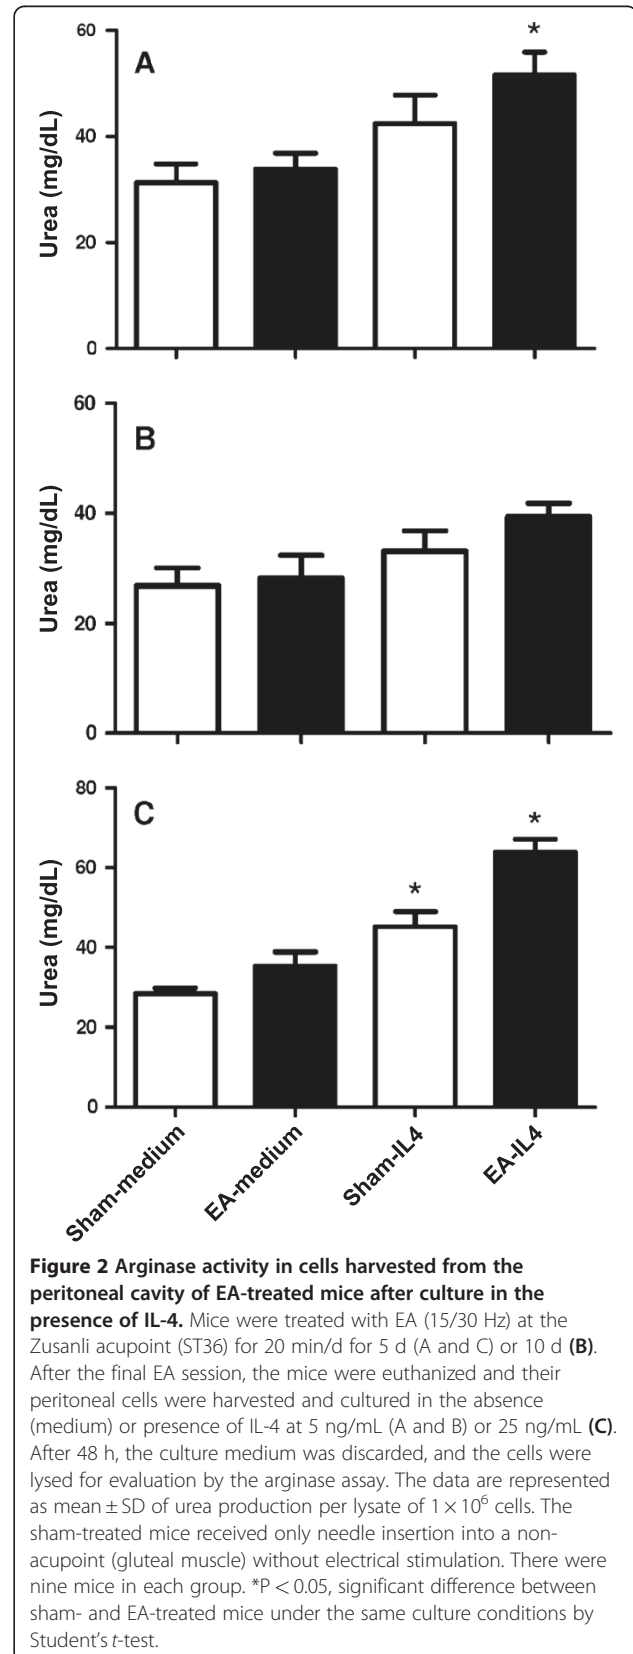 60
*
A
40
Urea (mg/dL)
20
0
60
B
40
Urea (mg/dL)
20
0
80
C
*
60
*
Urea (mg/dL)
40
20
0
Sham-medium
EA-medium
Sham-IL4
EA-IL4
Figure 2 Arginase activity in cells harvested from the
peritoneal cavity of EA-treated mice after culture in the
presence of IL-4. Mice were treated with EA (15/30 Hz) at the
Zusanli acupoint (ST36) for 20 min/d for 5 d (A and C) or 10 d (B).
After the final EA session, the mice were euthanized and their
peritoneal cells were harvested and cultured in the absence
(medium) or presence of IL-4 at 5 ng/mL (A and B) or 25 ng/mL (C).
After 48 h, the culture medium was discarded, and the cells were
lysed for evaluation by the arginase assay. The data are represented
as mean ± SD of urea production per lysate of 1 × 10⁶ cells. The
sham-treated mice received only needle insertion into a non-
acupoint (gluteal muscle) without electrical stimulation. There were
nine mice in each group. *P < 0.05, significant difference between
sham- and EA-treated mice under the same culture conditions by
Student's t-test.